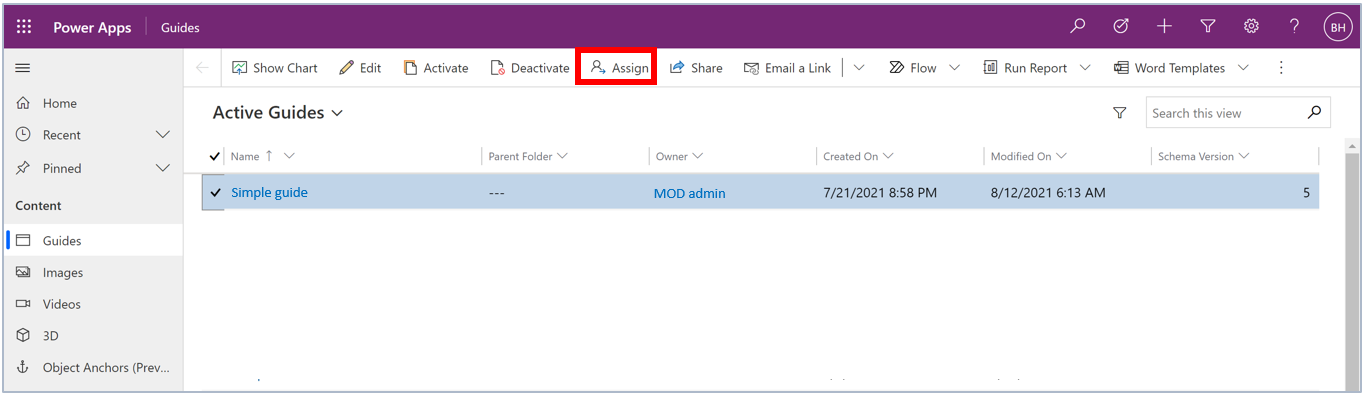 Power Apps Guides BH
Show Chart Edit Activate Deactivate Assign Share Email a Link Flow Run Report Word Templates
Home
Recent
Pinned
Content
Guides
Images
Videos
3D
Object Anchors (Prev...
Active Guides Search this view
Name Parent Folder Owner Created On Modified On Schema Version
Simple guide --- MOD admin 7/21/2021 8:58 PM 8/12/2021 6:13 AM 5